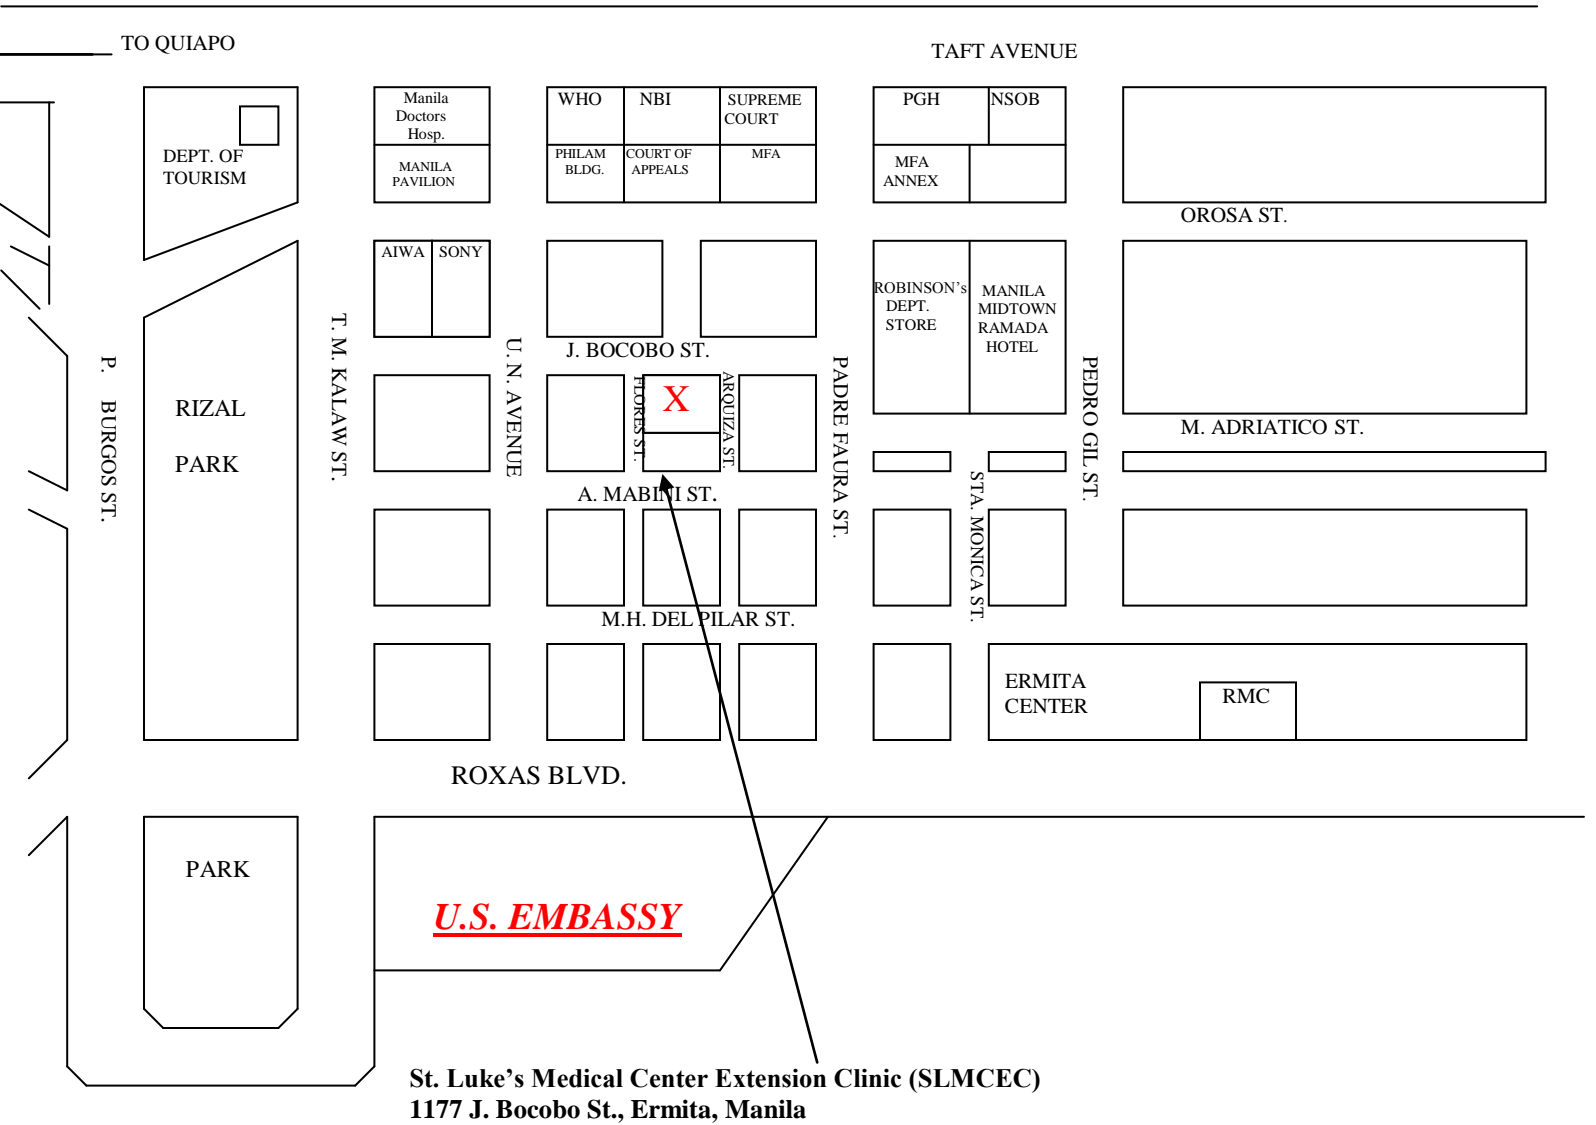 TO QUIAPO
TAFT AVENUE
Manila
Doctors
Hosp.
WHO
NBI
SUPREME
COURT
PGH
NSOB
DEPT. OF
TOURISM
MANILA
PAVILION
PHILAM
BLDG.
COURT OF
APPEALS
MFA
MFA
ANNEX
OROSA ST.
AIWA
SONY
ROBINSON's
DEPT.
STORE
MANILA
MIDTOWN
RAMADA
HOTEL
J. BOCOBO ST.
P. BURGOS ST.
RIZAL
PARK
T. M. KALAW ST.
U. N. AVENUE
FLORES ST.
X
ARQUIZA ST.
PADRE FAURA ST.
PEDRO GIL ST.
M. ADRIATICO ST.
A. MABINI ST.
STA. MONICA ST.
M.H. DEL PILAR ST.
ERMITA
CENTER
RMC
ROXAS BLVD.
PARK
U.S. EMBASSY
St. Luke’s Medical Center Extension Clinic (SLMCEC)
1177 J. Bocobo St., Ermita, Manila